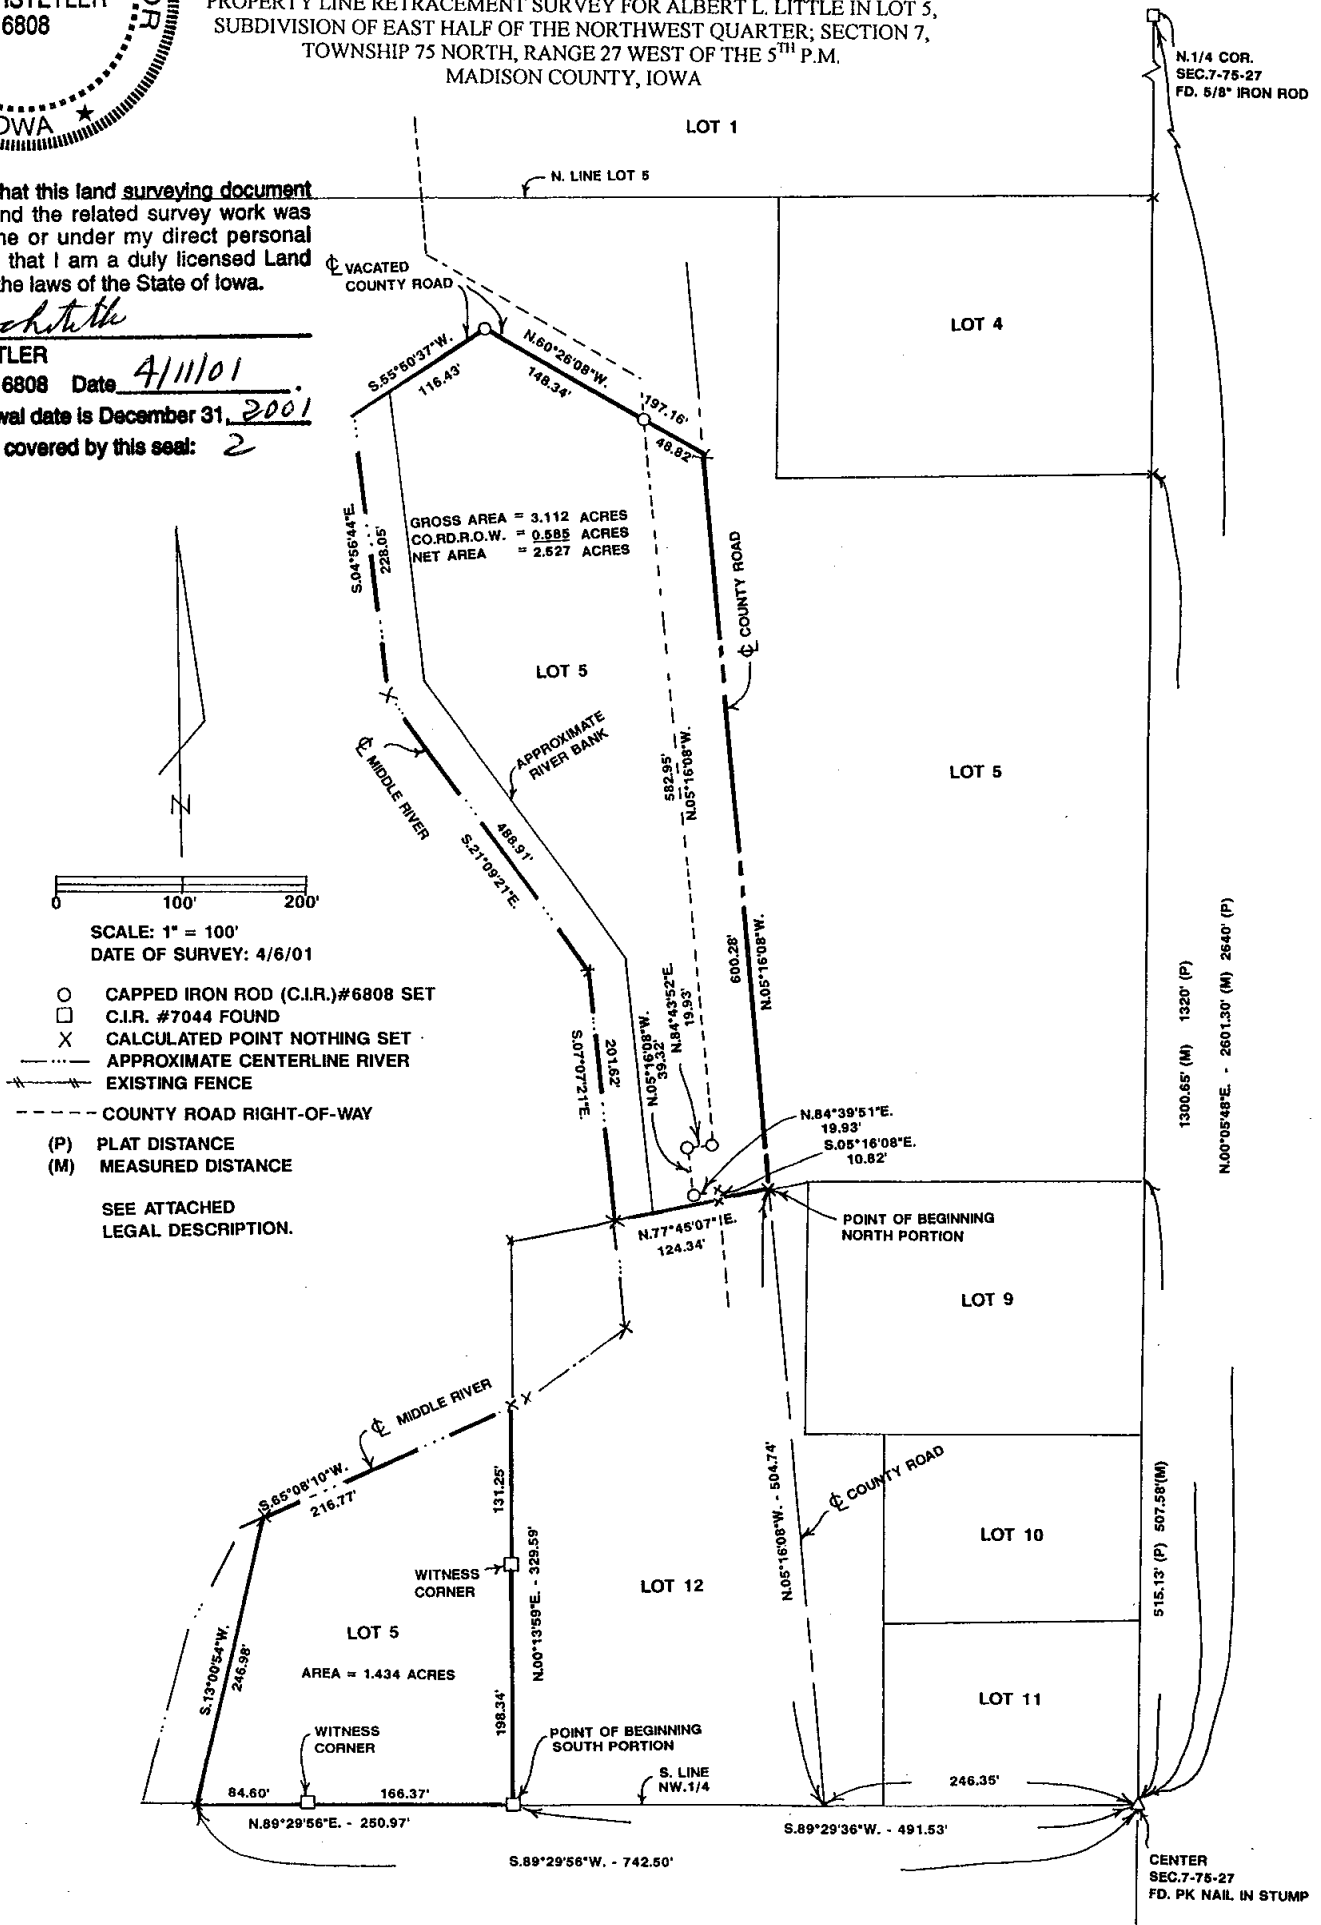 6808
OR
OWA
PROPERTY LINE RETRACEMENT SURVEY FOR ALBERT L. LITTLE IN LOT 5,
SUBDIVISION OF EAST HALF OF THE NORTHWEST QUARTER; SECTION 7,
TOWNSHIP 75 NORTH, RANGE 27 WEST OF THE 5TH P.M.
MADISON COUNTY, IOWA
N.1/4 COR.
SEC.7-75-27
FD. 5/8" IRON ROD
LOT 1
N. LINE LOT 5
hat this land surveying document
nd the related survey work was
ne or under my direct personal
that I am a duly licensed Land
the laws of the State of Iowa.
TLER
6808 Date 4/11/01 .
wal date is December 31, 2001
covered by this seal: 2
℄ VACATED
COUNTY ROAD
LOT 4
S.55°50'37"W.
116.43'
N.60°26'08"W.
148.34'
197.16'
48.82'
GROSS AREA = 3.112 ACRES
CO.RD.R.O.W. = 0.585 ACRES
NET AREA = 2.527 ACRES
S.04°56'44"E.
228.05'
℄ COUNTY ROAD
LOT 5
APPROXIMATE
RIVER BANK
℄ MIDDLE RIVER
582.95'
N.05°16'08"W.
LOT 5
488.91'
S.21°09'21"E.
N
0 100' 200'
SCALE: 1" = 100'
DATE OF SURVEY: 4/6/01
CAPPED IRON ROD (C.I.R.)#6808 SET
C.I.R. #7044 FOUND
X CALCULATED POINT NOTHING SET
APPROXIMATE CENTERLINE RIVER
EXISTING FENCE
COUNTY ROAD RIGHT-OF-WAY
(P) PLAT DISTANCE
(M) MEASURED DISTANCE
SEE ATTACHED
LEGAL DESCRIPTION.
600.28'
N.05°16'08"W.
1300.65' (M) 1320' (P)
N.00°05'48"E. - 2601.30' (M) 2640' (P)
S.07°07'21"E.
201.62'
N.05°16'08"W.
39.32'
N.84°43'52"E.
19.93'
N.84°39'51"E.
19.93'
S.05°16'08"E.
10.82'
N.77°45'07"E.
124.34'
POINT OF BEGINNING
NORTH PORTION
LOT 9
℄ MIDDLE RIVER
S.65°08'10"W.
216.77'
131.25'
N.00°13'59"E. - 329.59'
WITNESS
CORNER
LOT 12
N.05°16'08"W. - 504.74'
℄ COUNTY ROAD
LOT 10
515.13' (P) 507.58'(M)
LOT 5
AREA = 1.434 ACRES
S.13°00'54"W.
246.98'
198.34'
LOT 11
WITNESS
CORNER
POINT OF BEGINNING
SOUTH PORTION
S. LINE
NW.1/4
246.35'
84.60' 166.37'
N.89°29'56"E. - 250.97'
S.89°29'36"W. - 491.53'
S.89°29'56"W. - 742.50'
CENTER
SEC.7-75-27
FD. PK NAIL IN STUMP